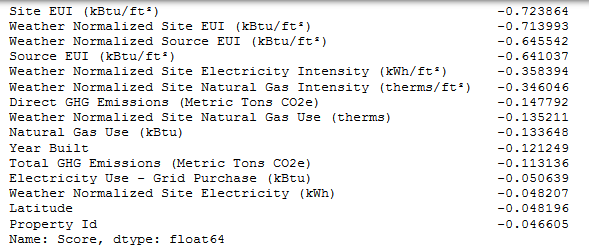 Site EUI (kBtu/ft²) -0.723864
Weather Normalized Site EUI (kBtu/ft²) -0.713993
Weather Normalized Source EUI (kBtu/ft²) -0.645542
Source EUI (kBtu/ft²) -0.641037
Weather Normalized Site Electricity Intensity (kWh/ft²) -0.358394
Weather Normalized Site Natural Gas Intensity (therms/ft²) -0.346046
Direct GHG Emissions (Metric Tons CO2e) -0.147792
Weather Normalized Site Natural Gas Use (therms) -0.135211
Natural Gas Use (kBtu) -0.133648
Year Built -0.121249
Total GHG Emissions (Metric Tons CO2e) -0.113136
Electricity Use - Grid Purchase (kBtu) -0.050639
Weather Normalized Site Electricity (kWh) -0.048207
Latitude -0.048196
Property Id -0.046605
Name: Score, dtype: float64